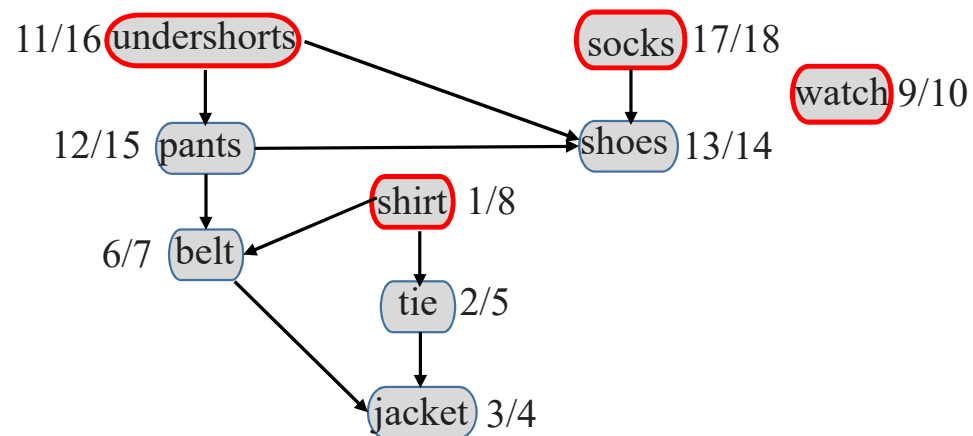 11/16 undershorts
socks 17/18
watch 9/10
12/15 pants
shoes 13/14
shirt 1/8
6/7 belt
tie 2/5
jacket 3/4